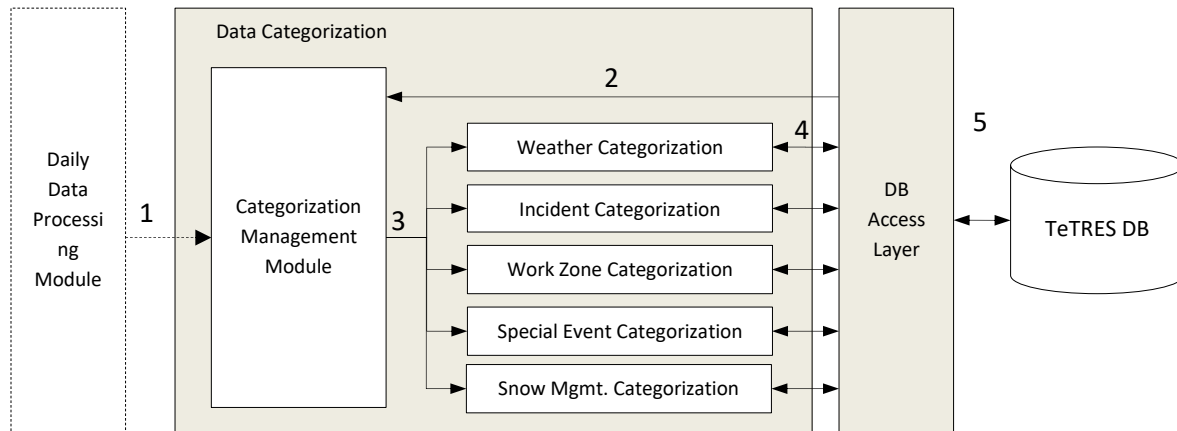 Data Categorization
Daily
Data
Processi
ng
Module
1
Categorization
Management
Module
2
3
Weather Categorization
Incident Categorization
Work Zone Categorization
Special Event Categorization
Snow Mgmt. Categorization
4
DB
Access
Layer
5
TeTRES DB